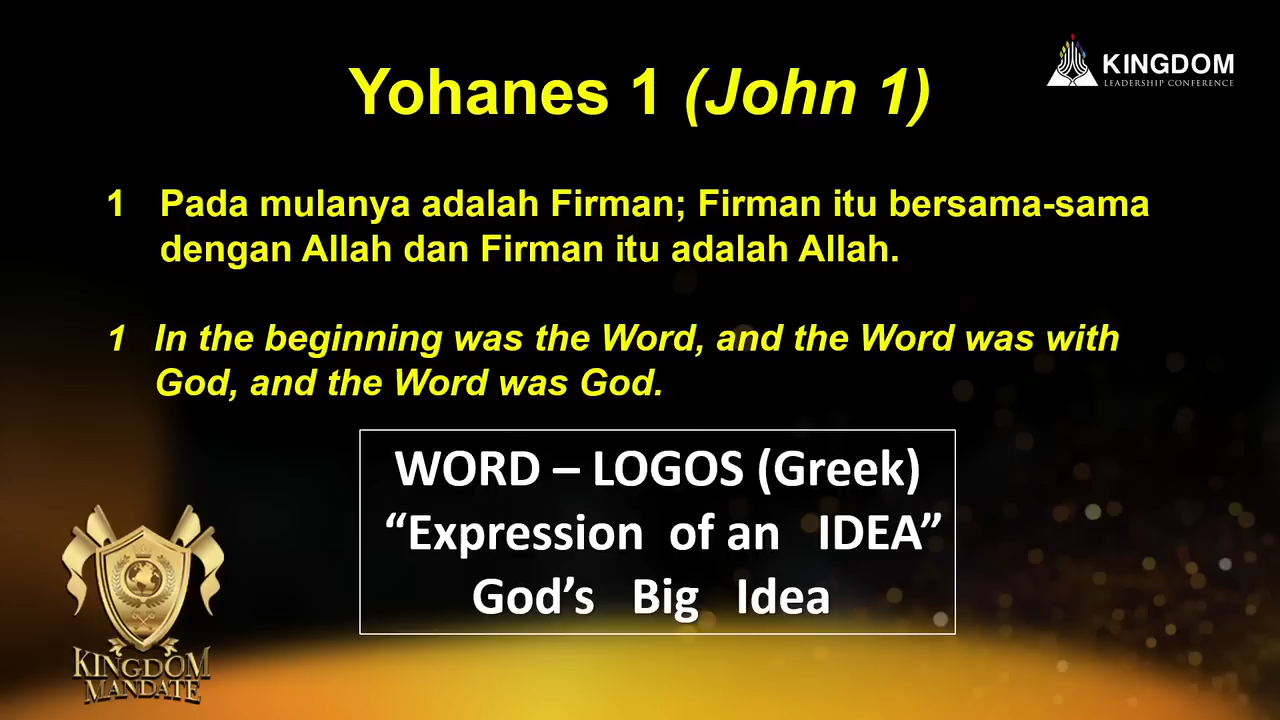 Yohanes 1 (John 1)
KINGDOM
LEADERSHIP CONFERENCE
1 Pada mulanya adalah Firman; Firman itu bersama-sama
dengan Allah dan Firman itu adalah Allah.
1 In the beginning was the Word, and the Word was with
God, and the Word was God.
WORD – LOGOS (Greek)
“Expression of an IDEA”
God’s Big Idea
KINGDOM
MANDATE